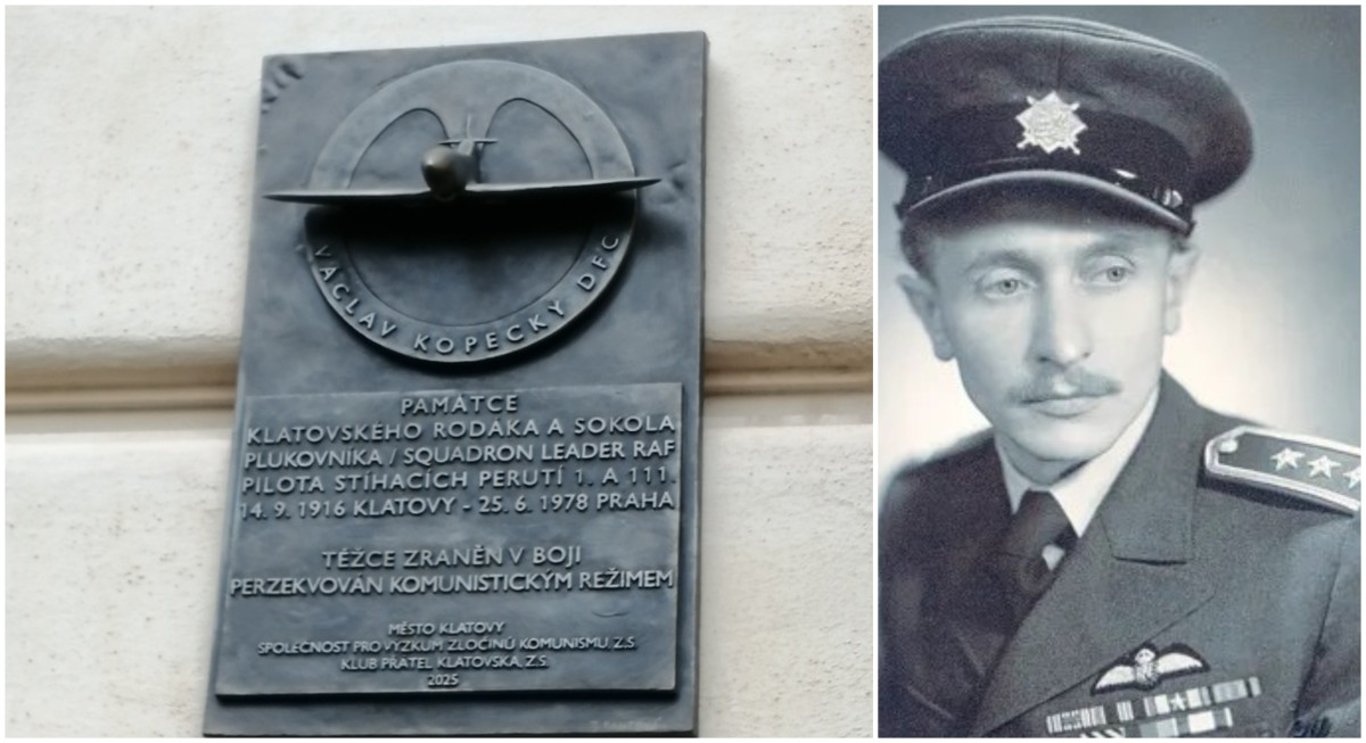 VÁCLAV KOPECKÝ DFC
PAMÁTCE
KLATOVSKÉHO RODÁKA A SOKOLA
PLUKOVNÍKA / SQUADRON LEADER RAF
PILOTA STÍHACÍCH PERUTÍ 1. A 111.
14. 9. 1916 KLATOVY - 25. 6. 1978 PRAHA
TĚŽCE ZRANĚN V BOJI
PERZEKVOVÁN KOMUNISTICKÝM REŽIMEM
MĚSTO KLATOVY
SPOLEČNOST PRO VÝZKUM ZLOČINŮ KOMUNISMU, Z.S.
KLUB PŘÁTEL KLATOVSKA, Z.S.
2025